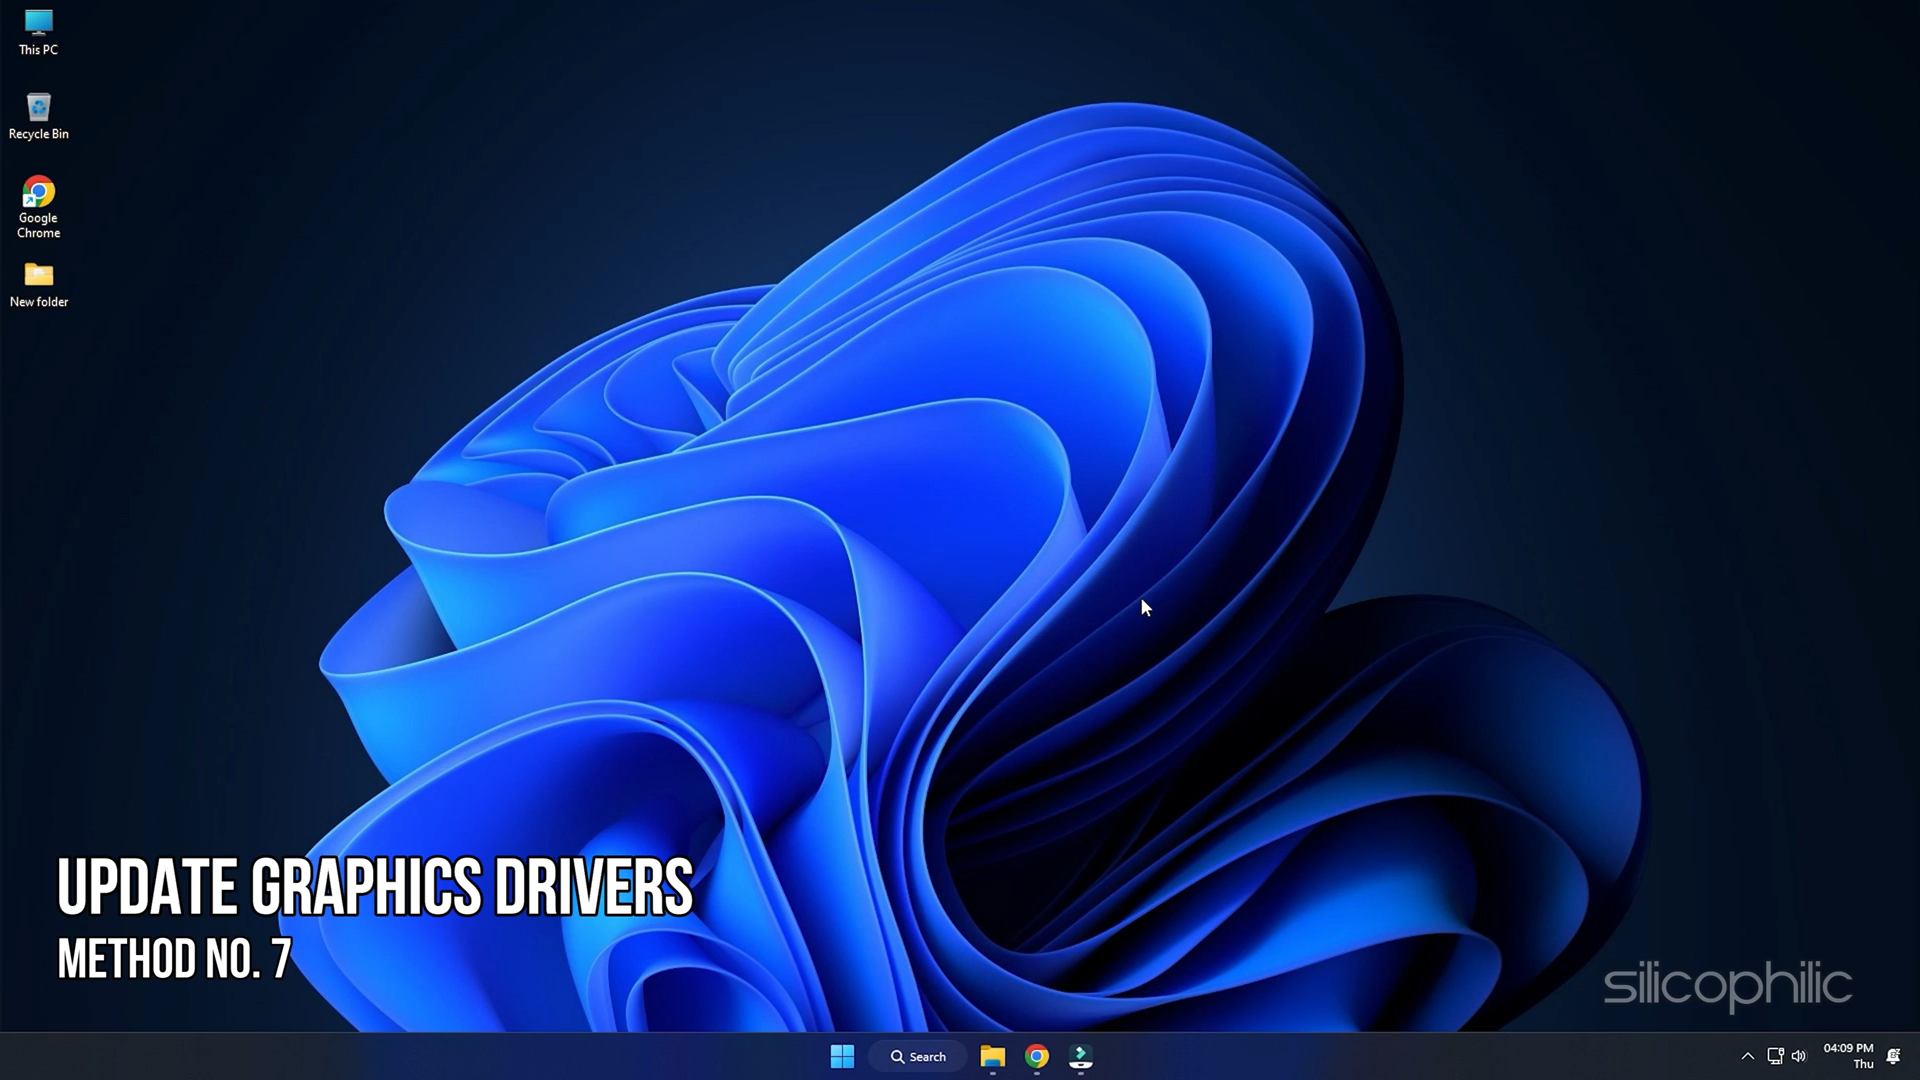 This PC
Recycle Bin
Google
Chrome
New folder
UPDATE GRAPHICS DRIVERS
METHOD NO. 7
silicophilic
Search
04:09 PM
Thu